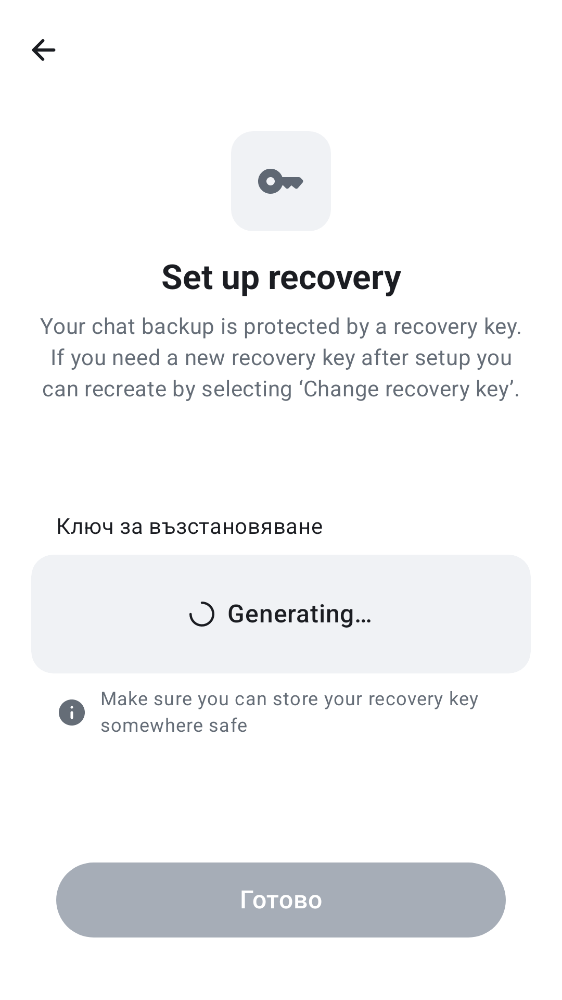 Set up recovery
Your chat backup is protected by a recovery key.
If you need a new recovery key after setup you
can recreate by selecting ‘Change recovery key’.
Ключ за възстановяване
Generating…
Make sure you can store your recovery key
somewhere safe
Готово